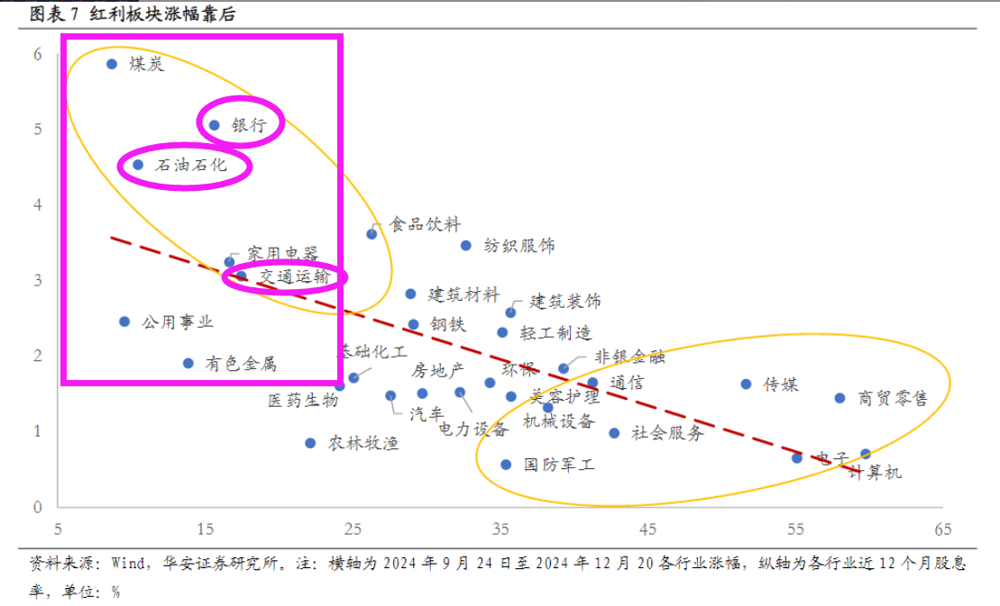 图表 7 红利板块涨幅靠后
6
煤炭
5
银行
石油石化
4
食品饮料
纺织服饰
家用电器
3
交通运输
建筑材料
建筑装饰
公用事业
钢铁
轻工制造
2
有色金属
基础化工
房地产
环保
非银金融
通信
传媒
医药生物
汽车
电力设备
美容护理
机械设备
商贸零售
1
农林牧渔
社会服务
国防军工
电子
计算机
0
5 15 25 35 45 55 65
资料来源：Wind，华安证券研究所。注：横轴为 2024 年 9 月 24 日至 2024 年 12 月 20 各行业涨幅，纵轴为各行业近 12 个月股息
率，单位：%